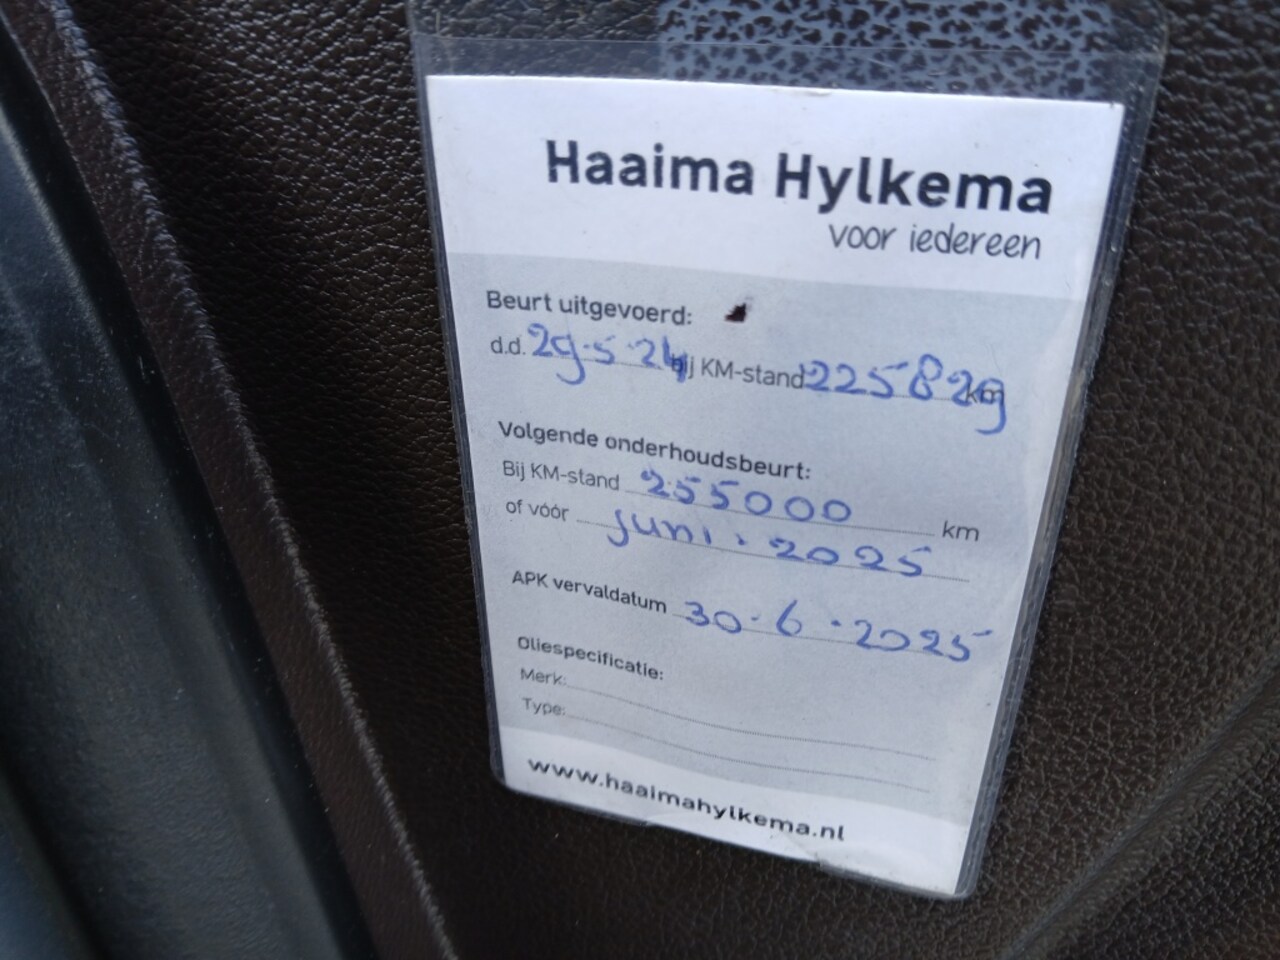 Haaima Hylkema
voor iedereen
Beurt uitgevoerd:
d.d. 29-5-24 bij KM-stand 225829 km
Volgende onderhoudsbeurt:
Bij KM-stand 255000 km
of vóór juni - 2025
APK vervaldatum 30-6-2025
Oliespecificatie:
Merk:
Type:
www.haaimahylkema.nl